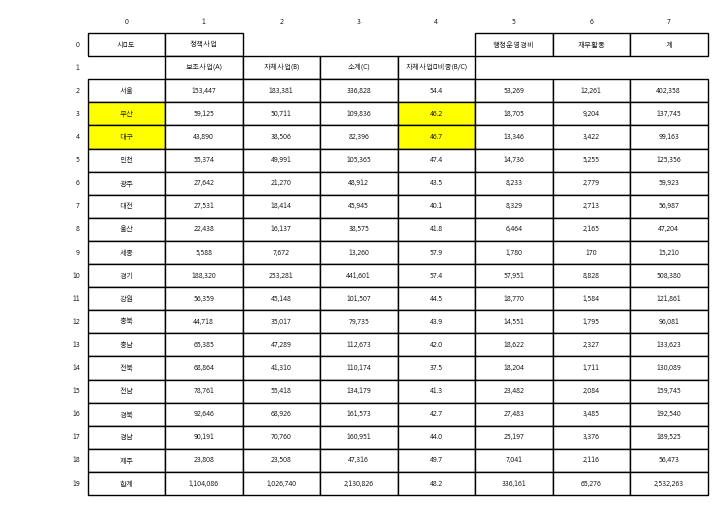 0 1 2 3 4 5 6 7
0 시□도 정책사업 행정운영경비 재무활동 계
1 보조사업(A) 자체사업(B) 소계(C) 자체사업□비중(B/C)
2 서울 153,447 183,381 336,828 54.4 53,269 12,261 402,358
3 부산 59,125 50,711 109,836 46.2 18,705 9,204 137,745
4 대구 43,890 38,506 82,396 46.7 13,346 3,422 99,163
5 인천 55,374 49,991 105,365 47.4 14,736 5,255 125,356
6 광주 27,642 21,270 48,912 43.5 8,233 2,779 59,923
7 대전 27,531 18,414 45,945 40.1 8,329 2,713 56,987
8 울산 22,438 16,137 38,575 41.8 6,464 2,165 47,204
9 세종 5,588 7,672 13,260 57.9 1,780 170 15,210
10 경기 188,320 253,281 441,601 57.4 57,951 8,828 508,380
11 강원 56,359 45,148 101,507 44.5 18,770 1,584 121,861
12 충북 44,718 35,017 79,735 43.9 14,551 1,795 96,081
13 충남 65,385 47,289 112,673 42.0 18,622 2,327 133,623
14 전북 68,864 41,310 110,174 37.5 18,204 1,711 130,089
15 전남 78,761 55,418 134,179 41.3 23,482 2,084 159,745
16 경북 92,646 68,926 161,573 42.7 27,483 3,485 192,540
17 경남 90,191 70,760 160,951 44.0 25,197 3,376 189,525
18 제주 23,808 23,508 47,316 49.7 7,041 2,116 56,473
19 합계 1,104,086 1,026,740 2,130,826 48.2 336,161 65,276 2,532,263